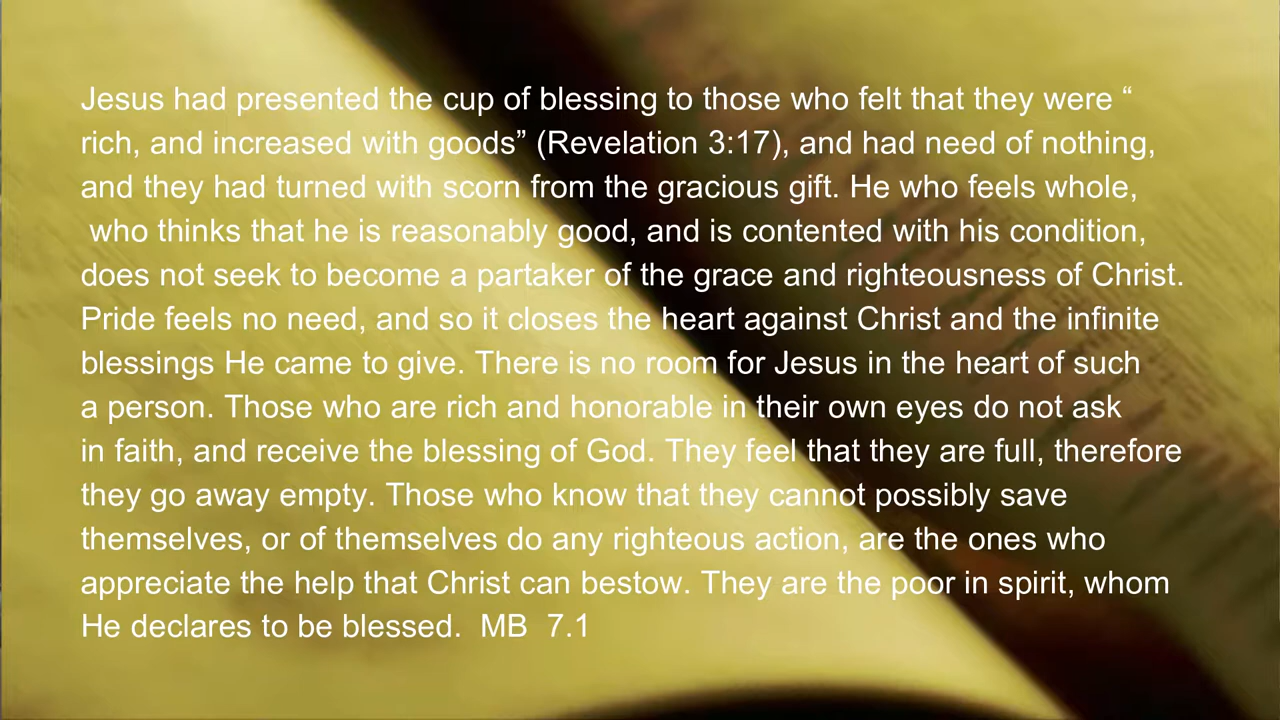 Jesus had presented the cup of blessing to those who felt that they were “
rich, and increased with goods” (Revelation 3:17), and had need of nothing,
and they had turned with scorn from the gracious gift. He who feels whole,
who thinks that he is reasonably good, and is contented with his condition,
does not seek to become a partaker of the grace and righteousness of Christ.
Pride feels no need, and so it closes the heart against Christ and the infinite
blessings He came to give. There is no room for Jesus in the heart of such
a person. Those who are rich and honorable in their own eyes do not ask
in faith, and receive the blessing of God. They feel that they are full, therefore
they go away empty. Those who know that they cannot possibly save
themselves, or of themselves do any righteous action, are the ones who
appreciate the help that Christ can bestow. They are the poor in spirit, whom
He declares to be blessed.  MB  7.1